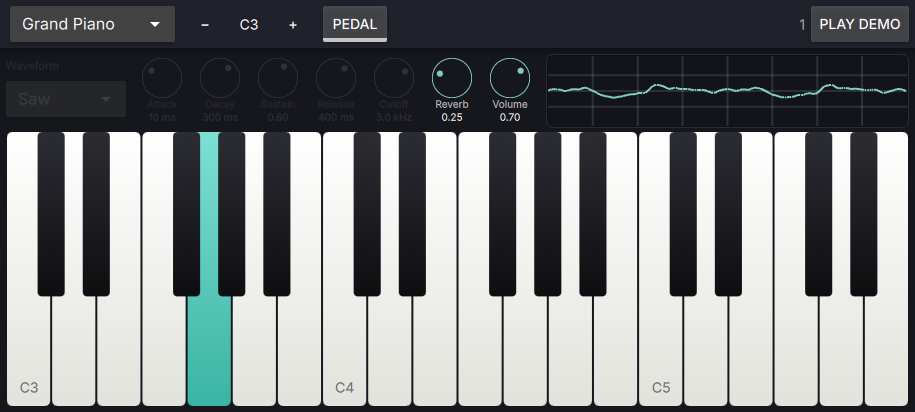 Grand Piano
− C3 +
PEDAL
1
PLAY DEMO
Waveform
Saw
Attack
10 ms
Decay
300 ms
Sustain
0.60
Release
400 ms
Cutoff
3.0 kHz
Reverb
0.25
Volume
0.70
C3
C4
C5